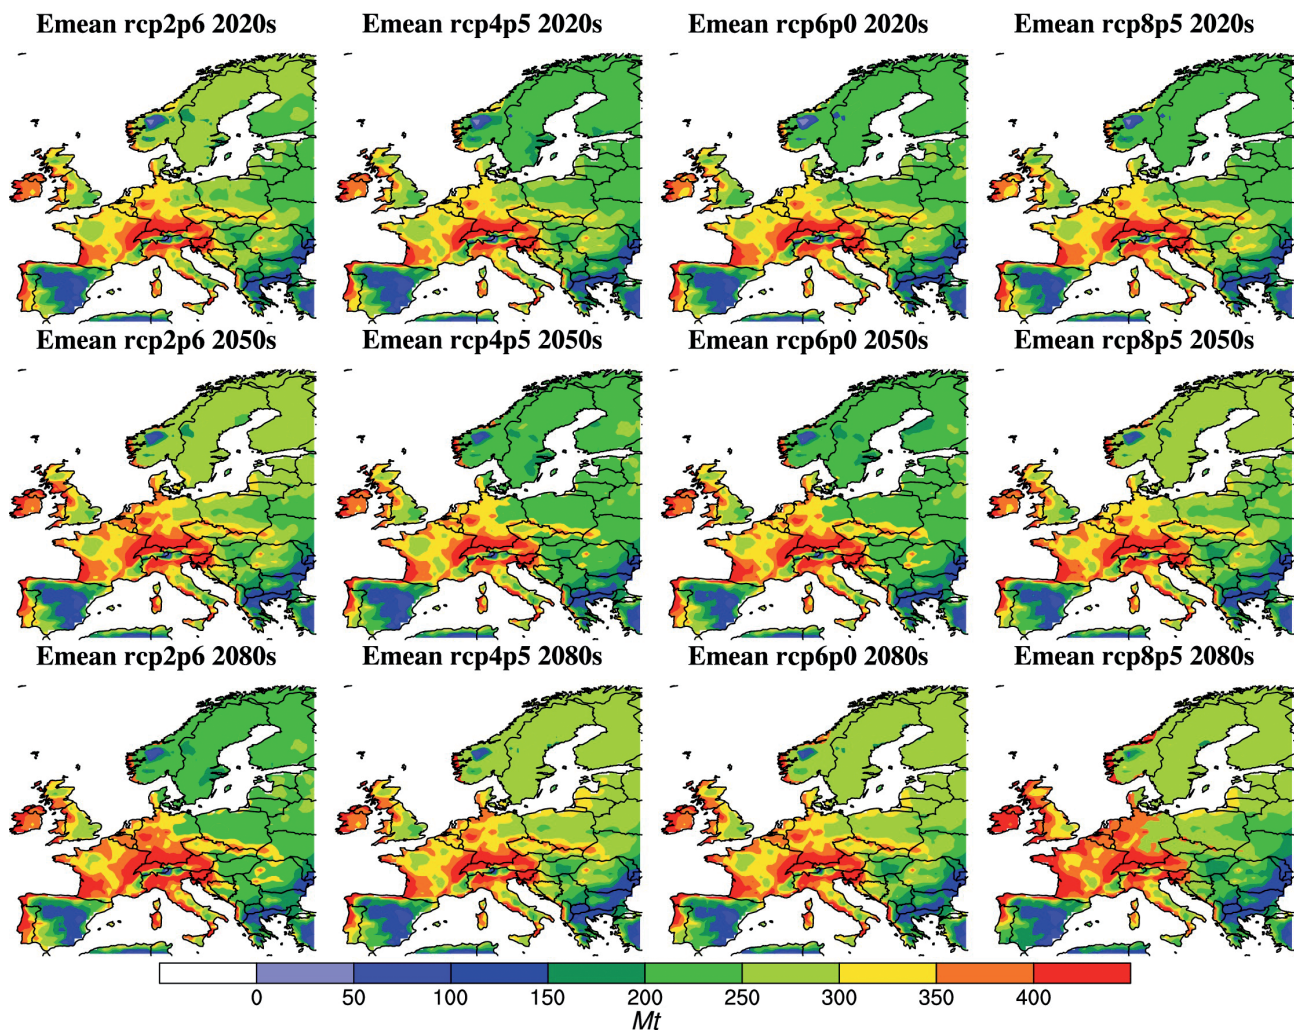 Emean rcp2p6 2020s Emean rcp4p5 2020s Emean rcp6p0 2020s Emean rcp8p5 2020s
Emean rcp2p6 2050s Emean rcp4p5 2050s Emean rcp6p0 2050s Emean rcp8p5 2050s
Emean rcp2p6 2080s Emean rcp4p5 2080s Emean rcp6p0 2080s Emean rcp8p5 2080s
0 50 100 150 200 250 300 350 400
Mt